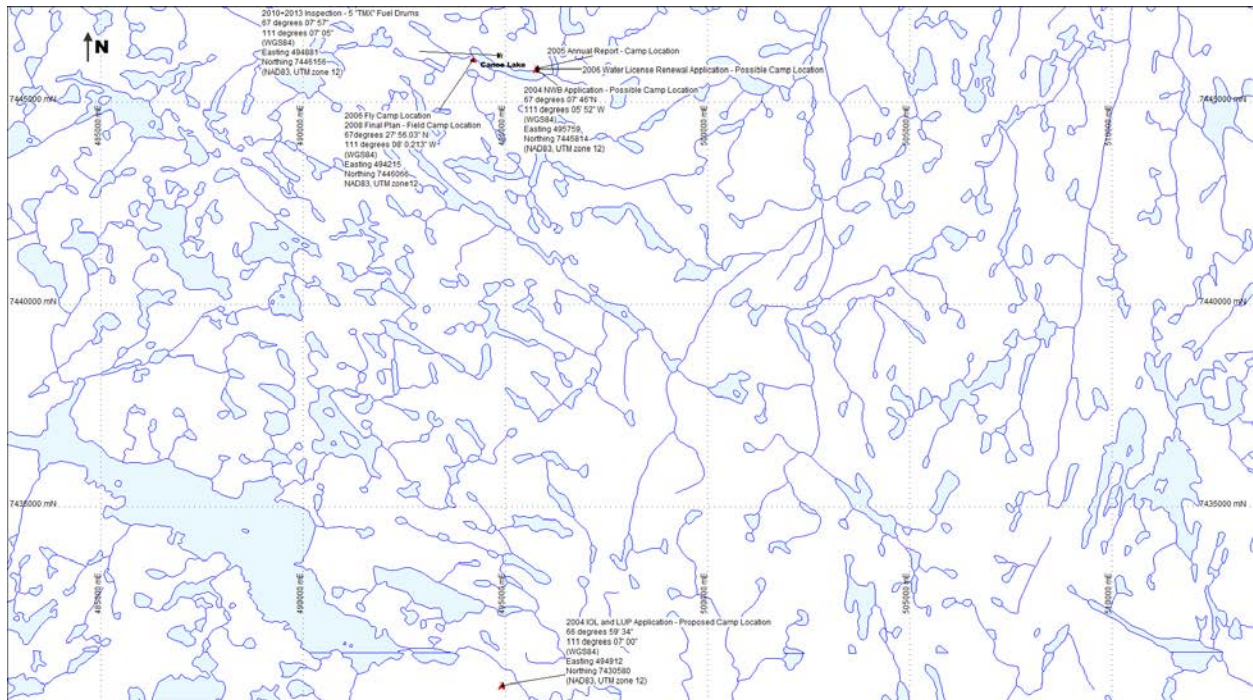 2010-2013 Inspection - 5 "TMX" Fuel Drums
67 degrees 07' 57"
111 degrees 07' 05"
(WGS84)
Easting 494881
Northing 7446156
(NAD83, UTM zone 12)
N
Canoe Lake
2005 Annual Report - Camp Location
2006 Water License Renewal Application - Possible Camp Location
2004 NWB Application - Possible Camp Location
67 degrees 07' 46"N
111 degrees 05' 52" W
(WGS84)
Easting 495759
Northing 7445814
(NAD83, UTM zone 12)
2006 Fly Camp Location
2008 Final Plan - Field Camp Location
67degrees 27' 55.03" N
111 degrees 08' 0.213" W
(WGS84)
Easting 494215
Northing 7446066
NAD83, UTM zone12
7445000 mN
7445000 mN
485000 mE
490000 mE
495000 mE
500000 mE
505000 mE
510000 mE
7440000 mN
7440000 mN
7435000 mN
7435000 mN
485000 mE
490000 mE
495000 mE
500000 mE
505000 mE
510000 mE
2004 IOL and LUP Application - Proposed Camp Location
66 degrees 59' 34"
111 degrees 07' 00"
(WGS84)
Easting 494912
Northing 7430580
(NAD83, UTM zone 12)